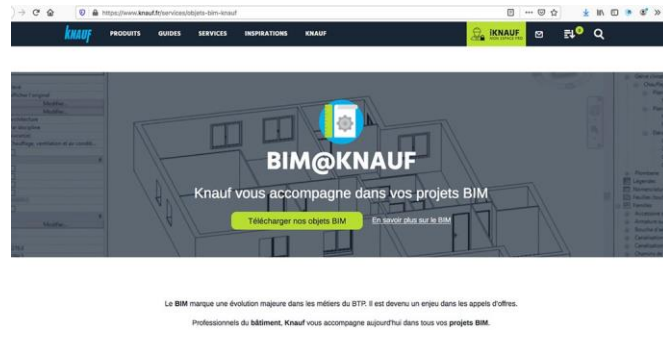 https://www.knauf.fr/services/objets-bim-knauf
KNAUF PRODUITS GUIDES SERVICES INSPIRATIONS KNAUF iKNAUF
MON ESPACE PRO
BIM@KNAUF
Knauf vous accompagne dans vos projets BIM
Télécharger nos objets BIM En savoir plus sur le BIM
Le BIM marque une évolution majeure dans les métiers du BTP. Il est devenu un enjeu dans les appels d'offres.
Professionnels du bâtiment, Knauf vous accompagne aujourd'hui dans tous vos projets BIM.